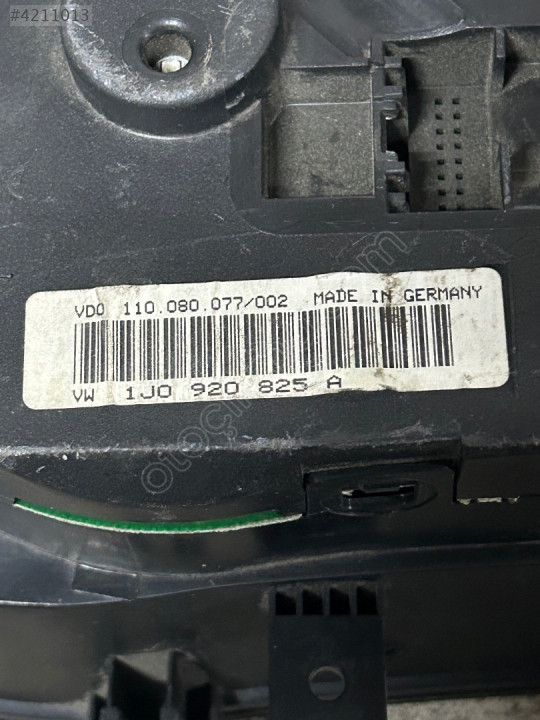 #4211013
VDO 110.080.077/002 MADE IN GERMANY
VW 1J0 920 825 A